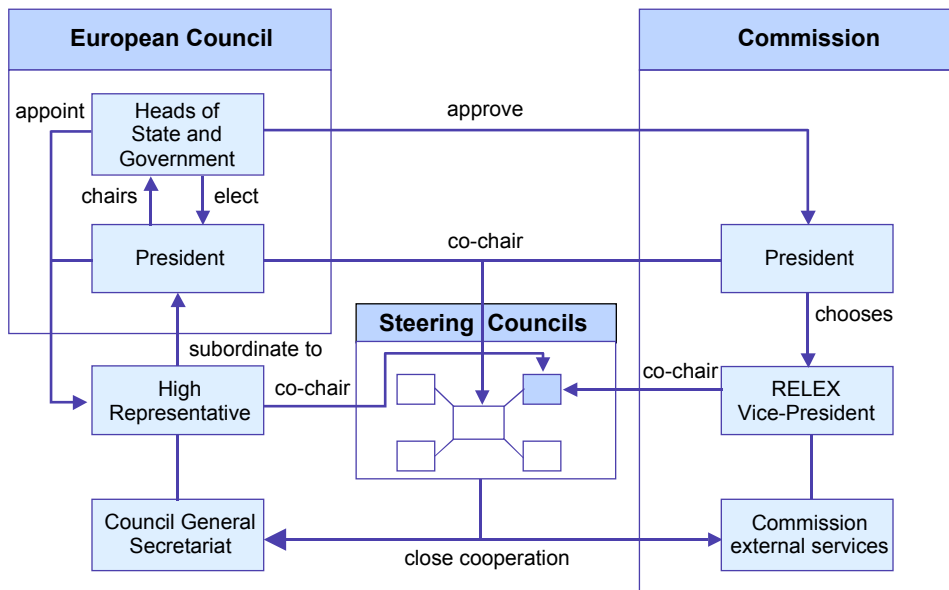 European Council
Commission
appoint
Heads of
State and
Government
approve
chairs
elect
President
co-chair
President
Steering Councils
chooses
subordinate to
High
Representative
co-chair
co-chair
RELEX
Vice-President
Council General
Secretariat
close cooperation
Commission
external services